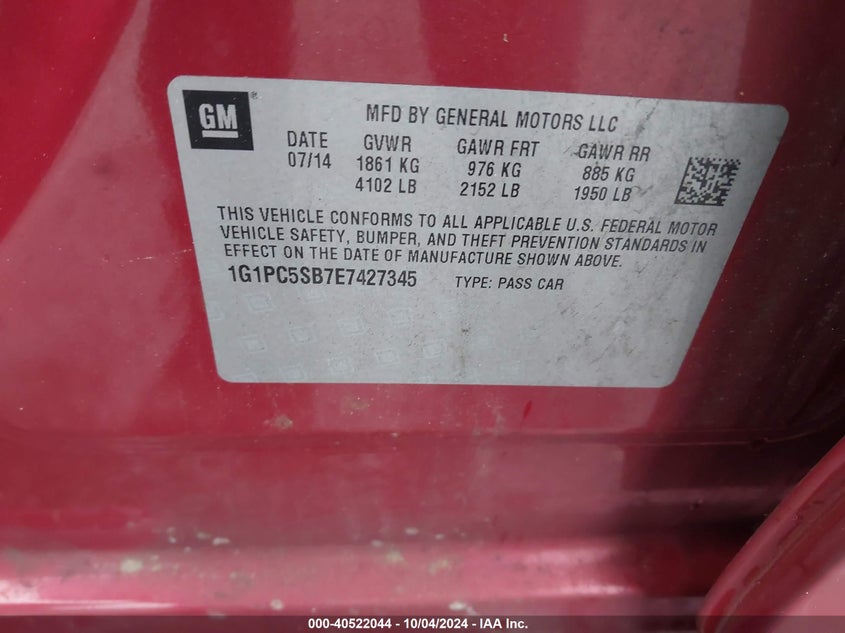 GM®
MFD BY GENERAL MOTORS LLC
DATE GVWR GAWR FRT GAWR RR
07/14 1861 KG 976 KG 885 KG
4102 LB 2152 LB 1950 LB
THIS VEHICLE CONFORMS TO ALL APPLICABLE U.S. FEDERAL MOTOR
VEHICLE SAFETY, BUMPER, AND THEFT PREVENTION STANDARDS IN
EFFECT ON THE DATE OF MANUFACTURE SHOWN ABOVE.
1G1PC5SB7E7427345 TYPE: PASS CAR
000-40522044 - 10/04/2024 - IAA Inc.